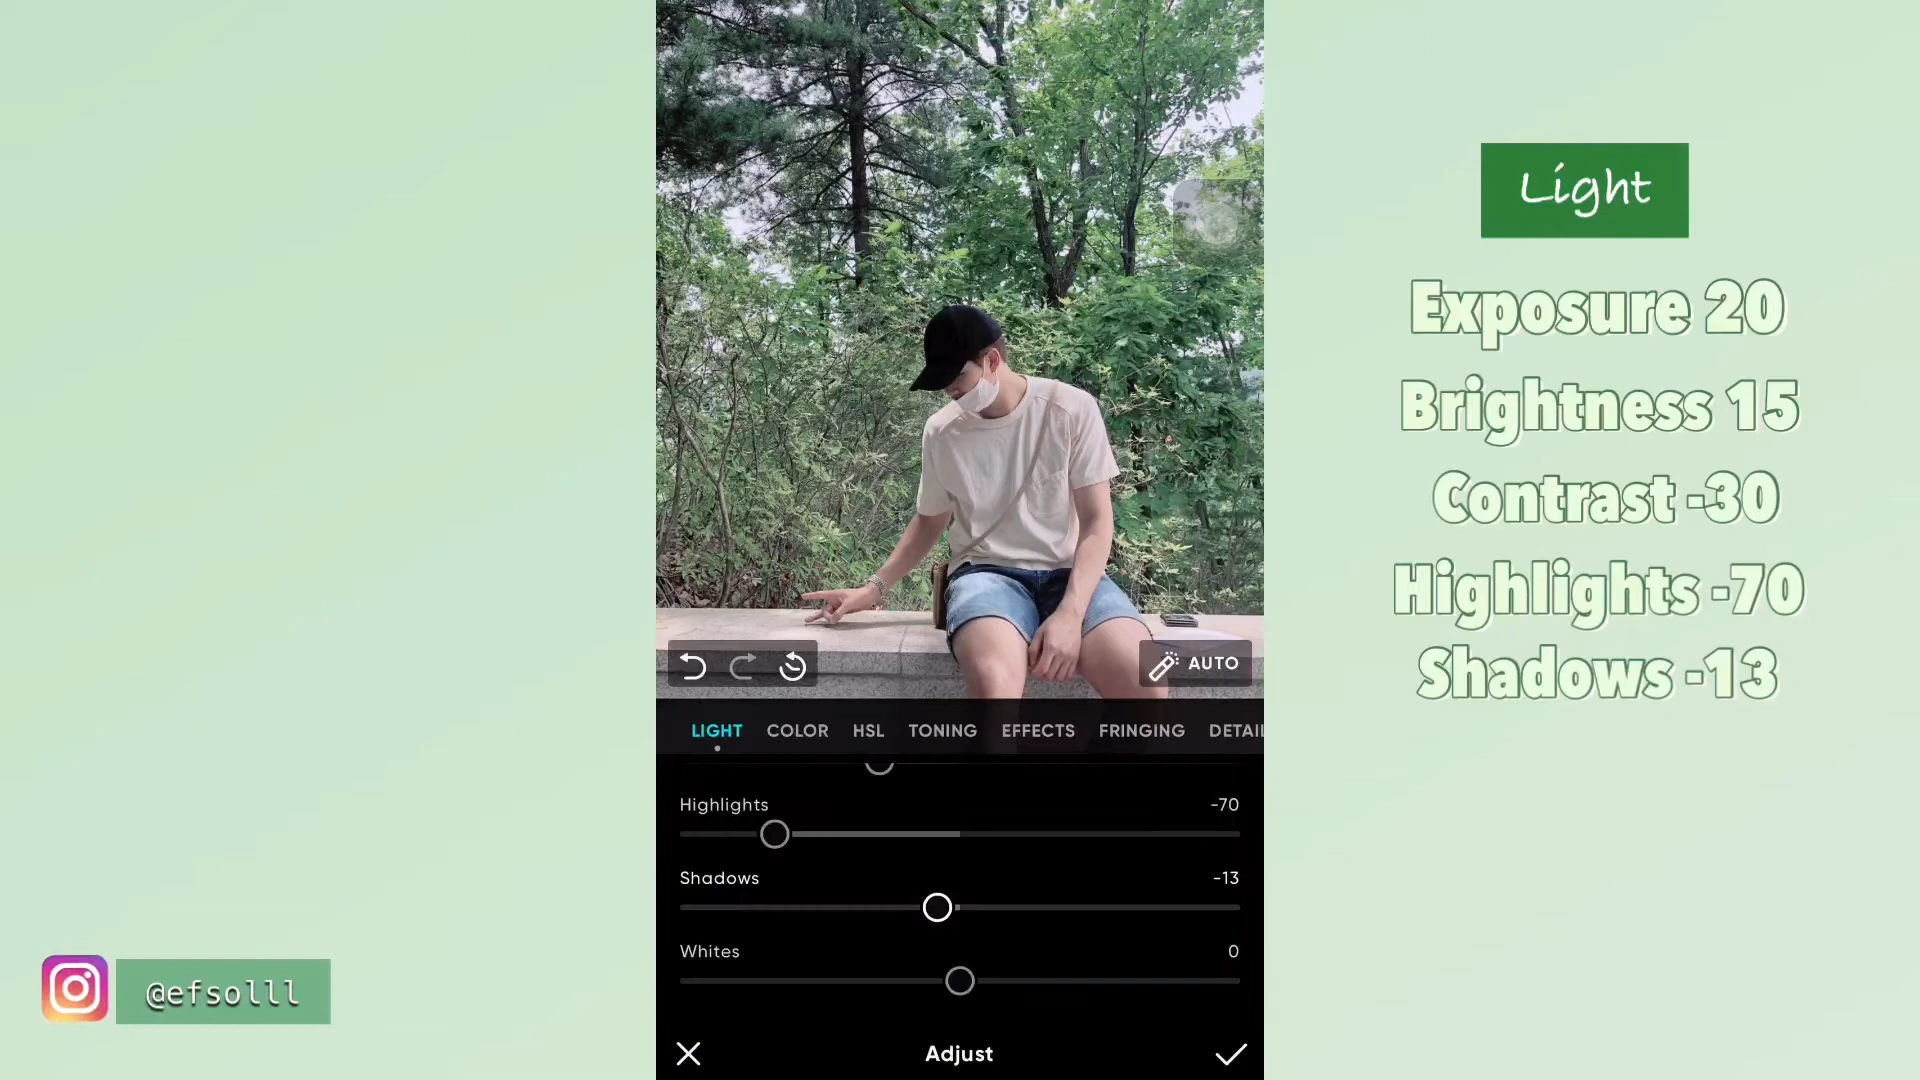 Light
Exposure 20
Brightness 15
Contrast -30
Highlights -70
Shadows -13
AUTO
LIGHT COLOR HSL TONING EFFECTS FRINGING DETAI
Highlights -70
Shadows -13
Whites 0
Adjust
@efsolll